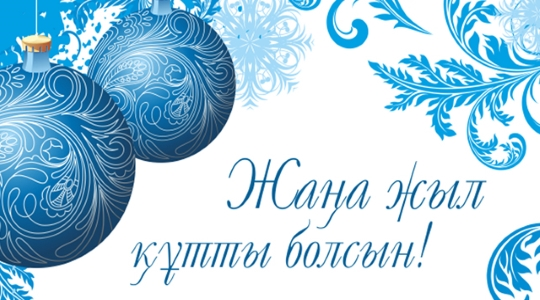 Жаңа жыл
құтты болсын!